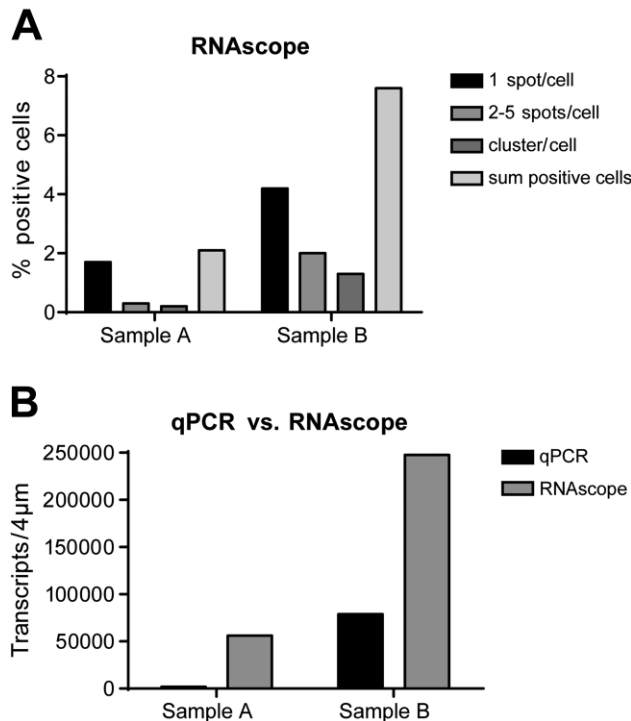 A
RNAscope
% positive cells
8
6
4
2
0
Sample A
Sample B
1 spot/cell
2-5 spots/cell
cluster/cell
sum positive cells
B
qPCR vs. RNAscope
Transcripts/4µm
250000
200000
150000
100000
50000
0
Sample A
Sample B
qPCR
RNAscope